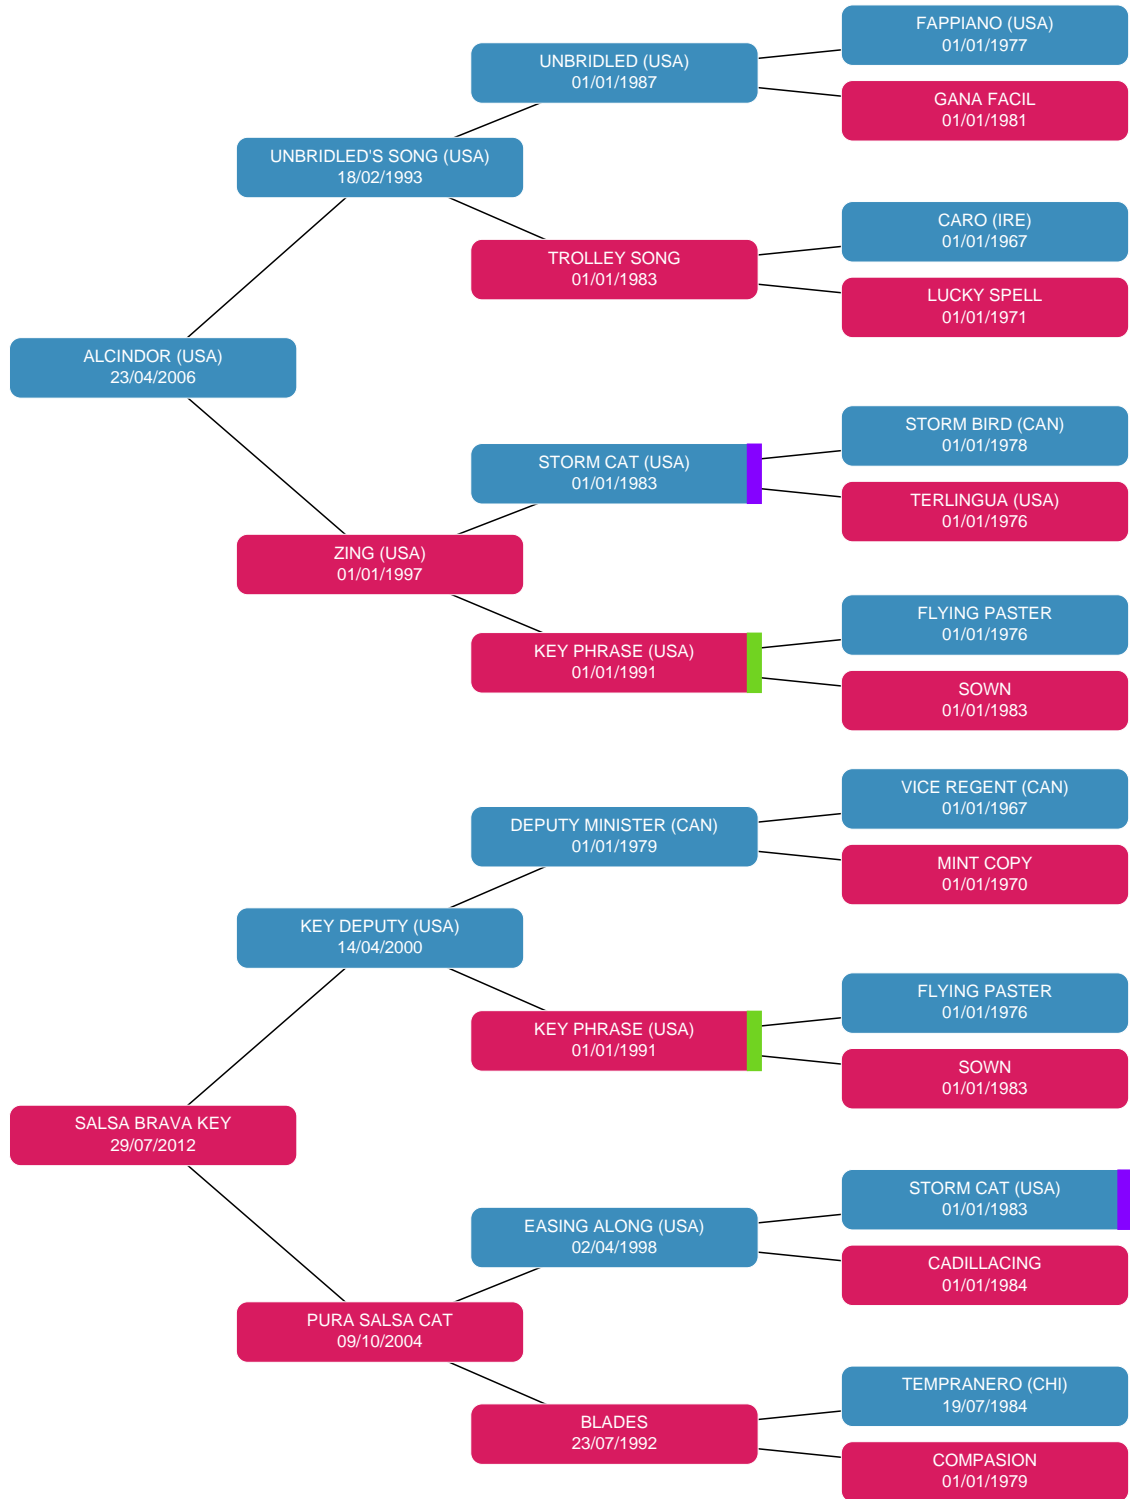 FAPPIANO (USA)
01/01/1977
UNBRIDLED (USA)
01/01/1987
GANA FACIL
01/01/1981
UNBRIDLED'S SONG (USA)
18/02/1993
CARO (IRE)
01/01/1967
TROLLEY SONG
01/01/1983
LUCKY SPELL
01/01/1971
ALCINDOR (USA)
23/04/2006
STORM BIRD (CAN)
01/01/1978
STORM CAT (USA)
01/01/1983
TERLINGUA (USA)
01/01/1976
ZING (USA)
01/01/1997
FLYING PASTER
01/01/1976
KEY PHRASE (USA)
01/01/1991
SOWN
01/01/1983
VICE REGENT (CAN)
01/01/1967
DEPUTY MINISTER (CAN)
01/01/1979
MINT COPY
01/01/1970
KEY DEPUTY (USA)
14/04/2000
FLYING PASTER
01/01/1976
KEY PHRASE (USA)
01/01/1991
SOWN
01/01/1983
SALSA BRAVA KEY
29/07/2012
STORM CAT (USA)
01/01/1983
EASING ALONG (USA)
02/04/1998
CADILLACING
01/01/1984
PURA SALSA CAT
09/10/2004
TEMPRANERO (CHI)
19/07/1984
BLADES
23/07/1992
COMPASION
01/01/1979